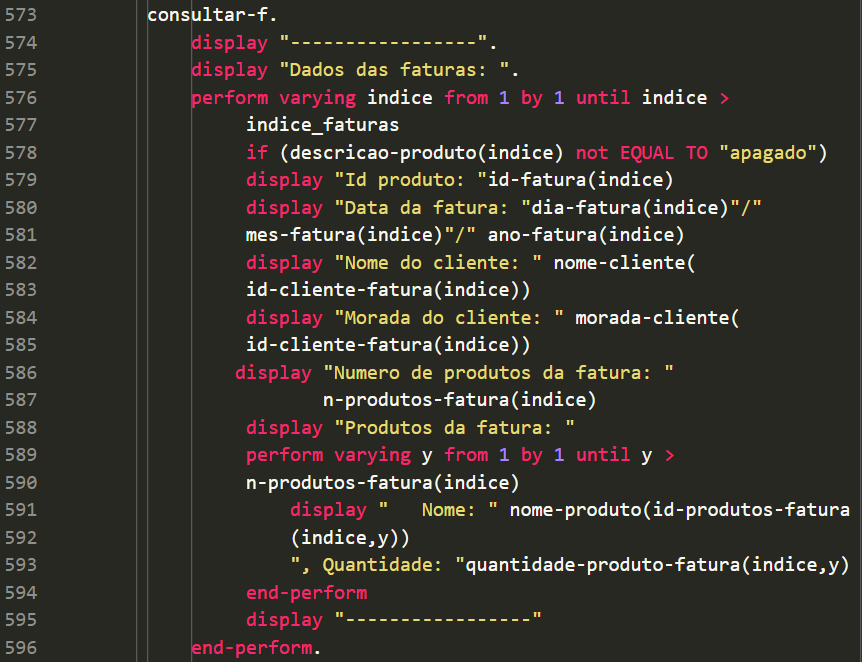 573 consultar-f.
574 display "-----------------".
575 display "Dados das faturas: ".
576 perform varying indice from 1 by 1 until indice >
577 indice_faturas
578 if (descricao-produto(indice) not EQUAL TO "apagado")
579 display "Id produto: "id-fatura(indice)
580 display "Data da fatura: "dia-fatura(indice)"/"
581 mes-fatura(indice)"/" ano-fatura(indice)
582 display "Nome do cliente: " nome-cliente(
583 id-cliente-fatura(indice))
584 display "Morada do cliente: " morada-cliente(
585 id-cliente-fatura(indice))
586 display "Numero de produtos da fatura: "
587 n-produtos-fatura(indice)
588 display "Produtos da fatura: "
589 perform varying y from 1 by 1 until y >
590 n-produtos-fatura(indice)
591 display "   Nome: " nome-produto(id-produtos-fatura
592 (indice,y))
593 ", Quantidade: "quantidade-produto-fatura(indice,y)
594 end-perform
595 display "-----------------"
596 end-perform.